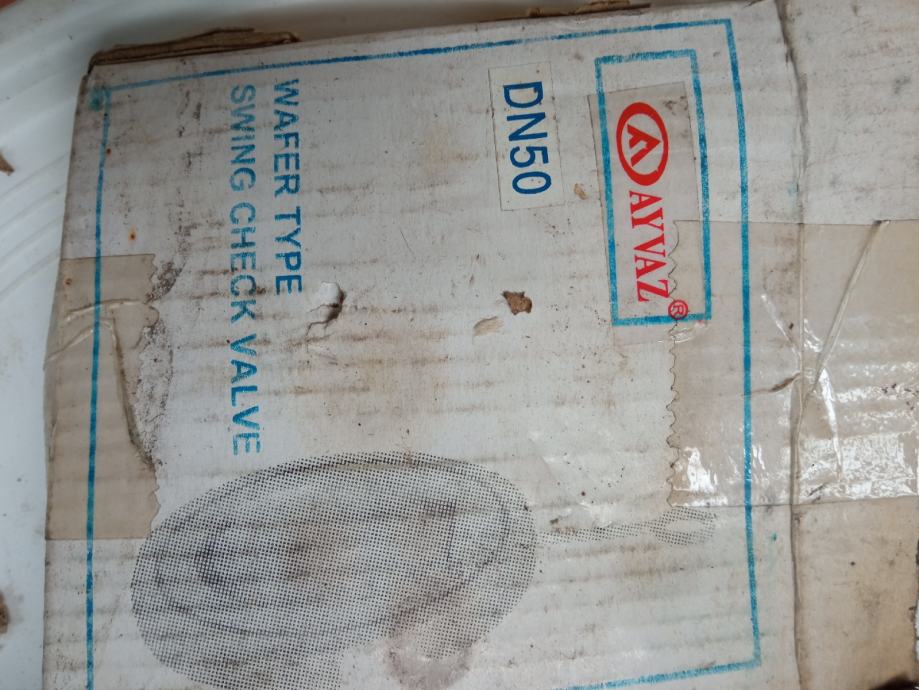 AYVAZ®
DN50
WAFER TYPE
SWING CHECK VALVE